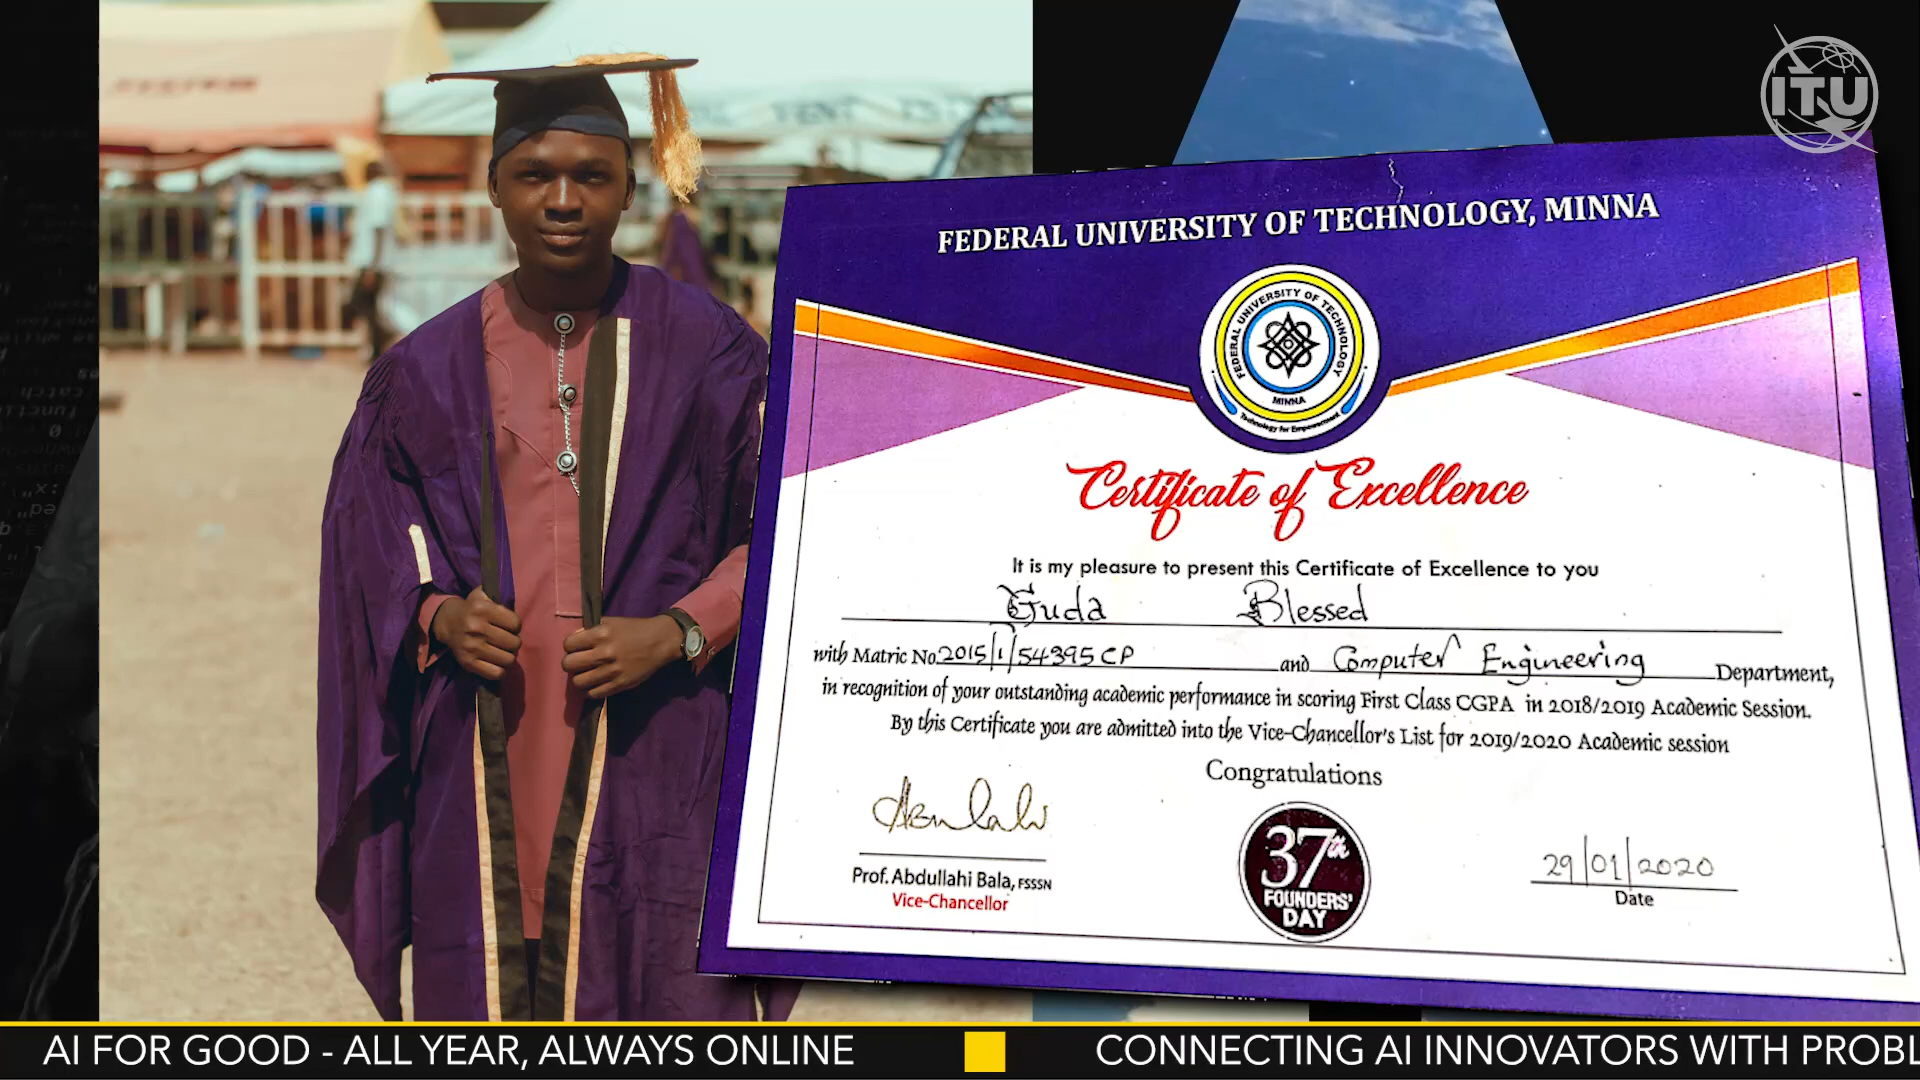 ITU
FEDERAL UNIVERSITY OF TECHNOLOGY, MINNA
FEDERAL UNIVERSITY OF TECHNOLOGY
MINNA
Technology for Empowerment
Certificate of Excellence
It is my pleasure to present this Certificate of Excellence to you
Guda Blessed
with Matric No 2015/1/54395CP and Computer Engineering Department,
in recognition of your outstanding academic performance in scoring First Class CGPA in 2018/2019 Academic Session.
By this Certificate you are admitted into the Vice-Chancellor's List for 2019/2020 Academic session
Congratulations
Prof. Abdullahi Bala, FSSSN
Vice-Chancellor
37th
FOUNDERS'
DAY
29/01/2020
Date
AI FOR GOOD - ALL YEAR, ALWAYS ONLINE CONNECTING AI INNOVATORS WITH PROBL